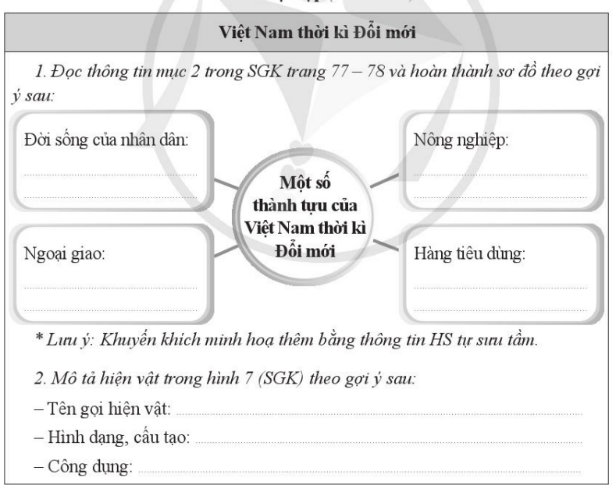 Việt Nam thời kì Đổi mới
1. Đọc thông tin mục 2 trong SGK trang 77 – 78 và hoàn thành sơ đồ theo gợi
ý sau:
Đời sống của nhân dân:
Nông nghiệp:
Một số
thành tựu của
Việt Nam thời kì
Đổi mới
Ngoại giao:
Hàng tiêu dùng:
* Lưu ý: Khuyến khích minh hoạ thêm bằng thông tin HS tự sưu tầm.
2. Mô tả hiện vật trong hình 7 (SGK) theo gợi ý sau:
– Tên gọi hiện vật:
– Hình dạng, cấu tạo:
– Công dụng: